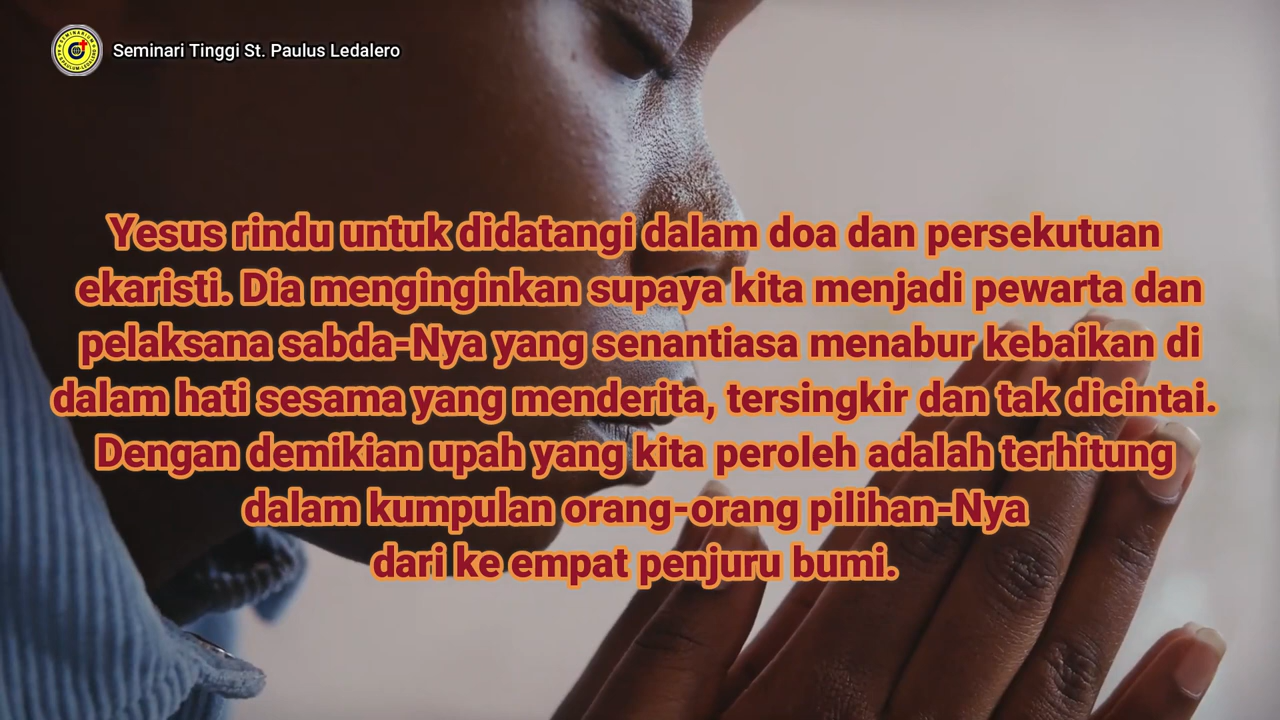 Seminari Tinggi St. Paulus Ledalero
Yesus rindu untuk didatangi dalam doa dan persekutuan
ekaristi. Dia menginginkan supaya kita menjadi pewarta dan
pelaksana sabda-Nya yang senantiasa menabur kebaikan di
dalam hati sesama yang menderita, tersingkir dan tak dicintai.
Dengan demikian upah yang kita peroleh adalah terhitung
dalam kumpulan orang-orang pilihan-Nya
dari ke empat penjuru bumi.